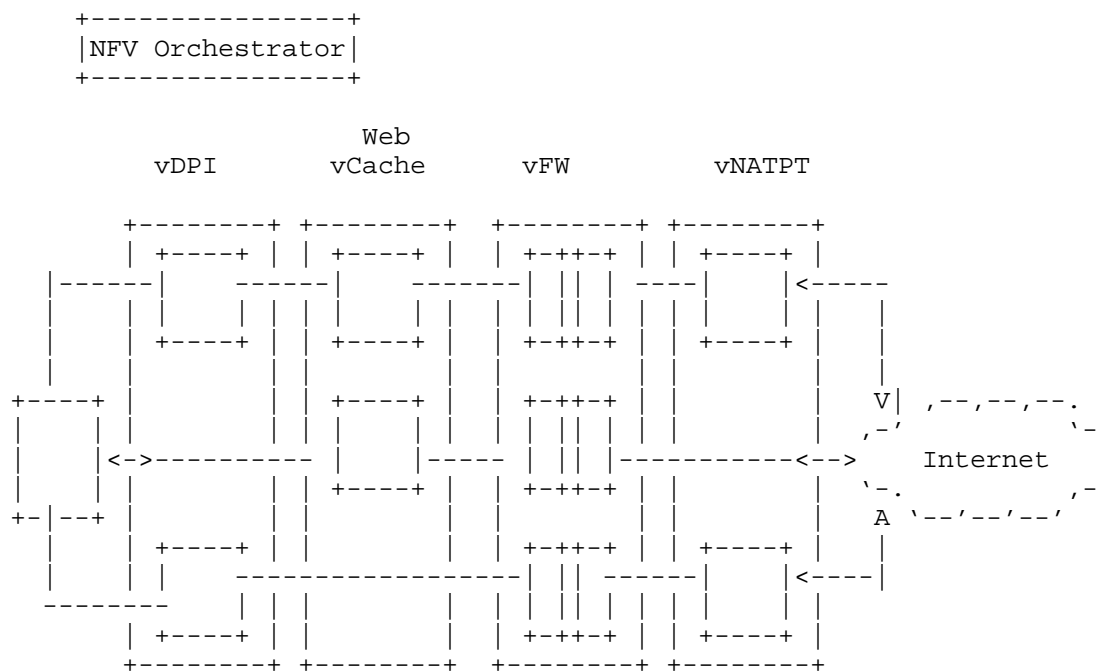 NFV Orchestrator
Web
vDPI vCache vFW vNATPT
V
Internet
A